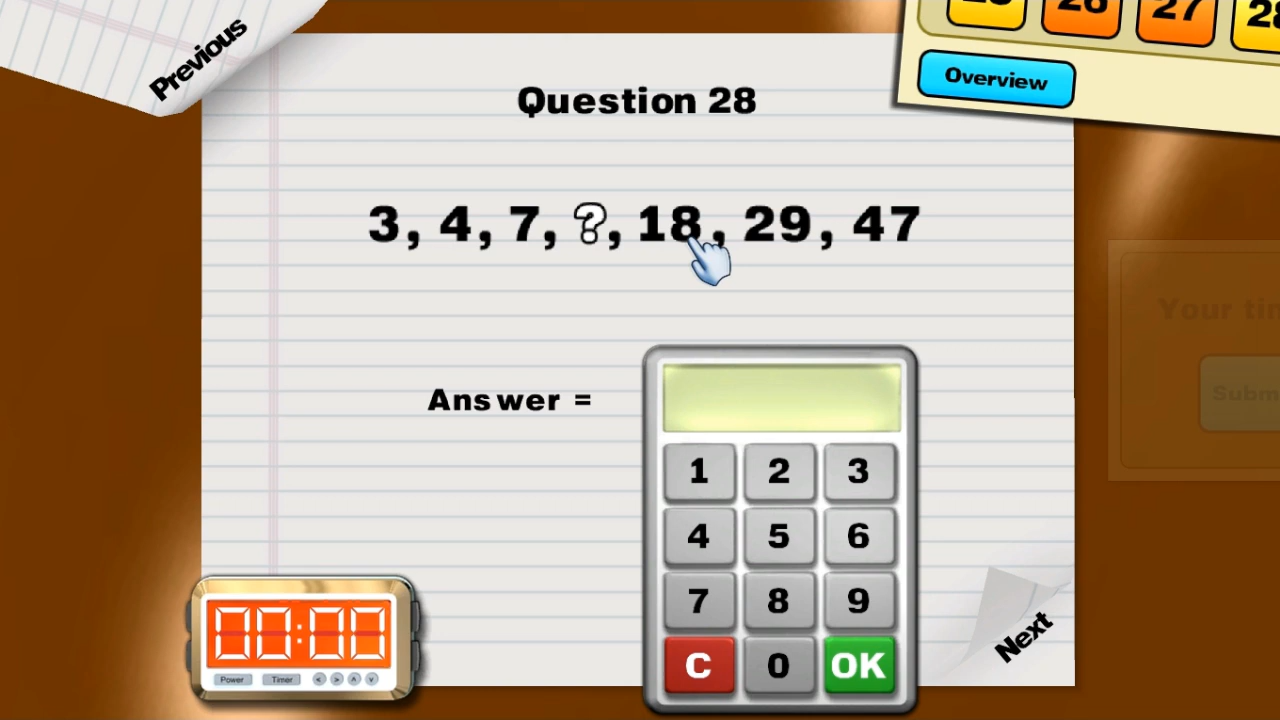 Previous
26
27
28
Overview
Question 28
3, 4, 7, ?, 18, 29, 47
Answer =
1 2 3
4 5 6
7 8 9
C 0 OK
00:00
Power Timer
Next